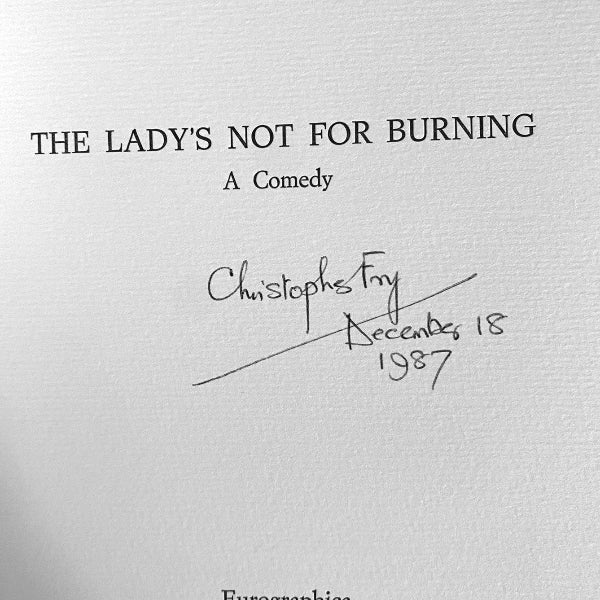 THE LADY'S NOT FOR BURNING
A Comedy
Christopher Fry
December 18
1987
Eurographica